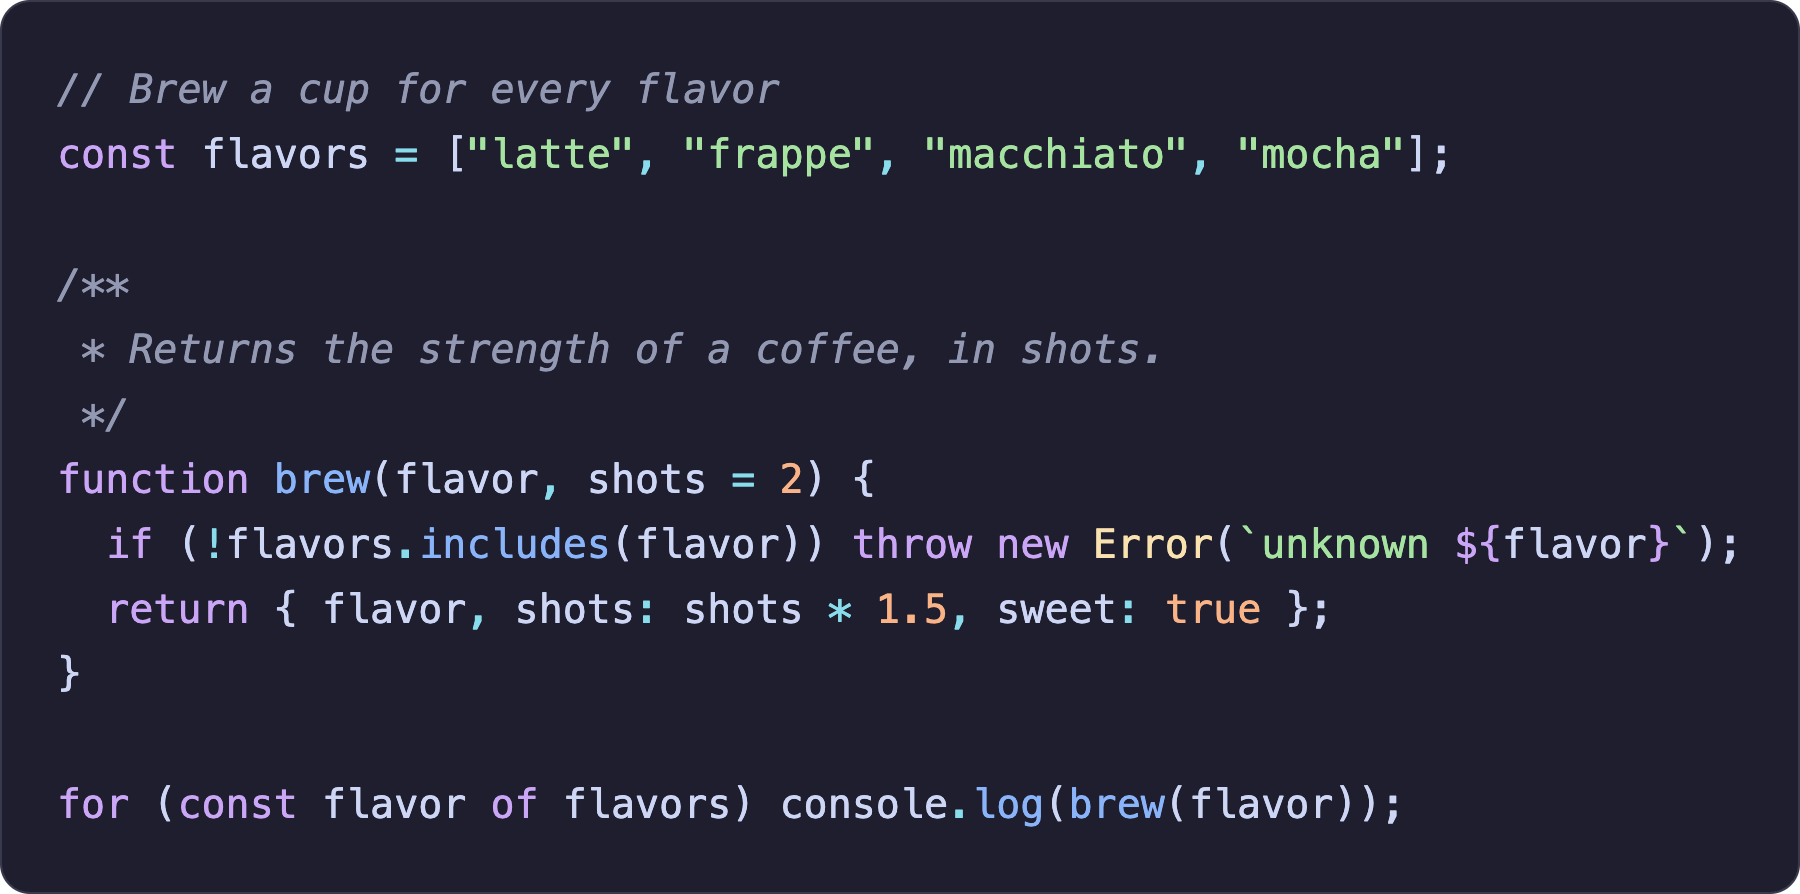 // Brew a cup for every flavor
const flavors = ["latte", "frappe", "macchiato", "mocha"];

/**
 * Returns the strength of a coffee, in shots.
 */
function brew(flavor, shots = 2) {
  if (!flavors.includes(flavor)) throw new Error(`unknown ${flavor}`);
  return { flavor, shots: shots * 1.5, sweet: true };
}

for (const flavor of flavors) console.log(brew(flavor));